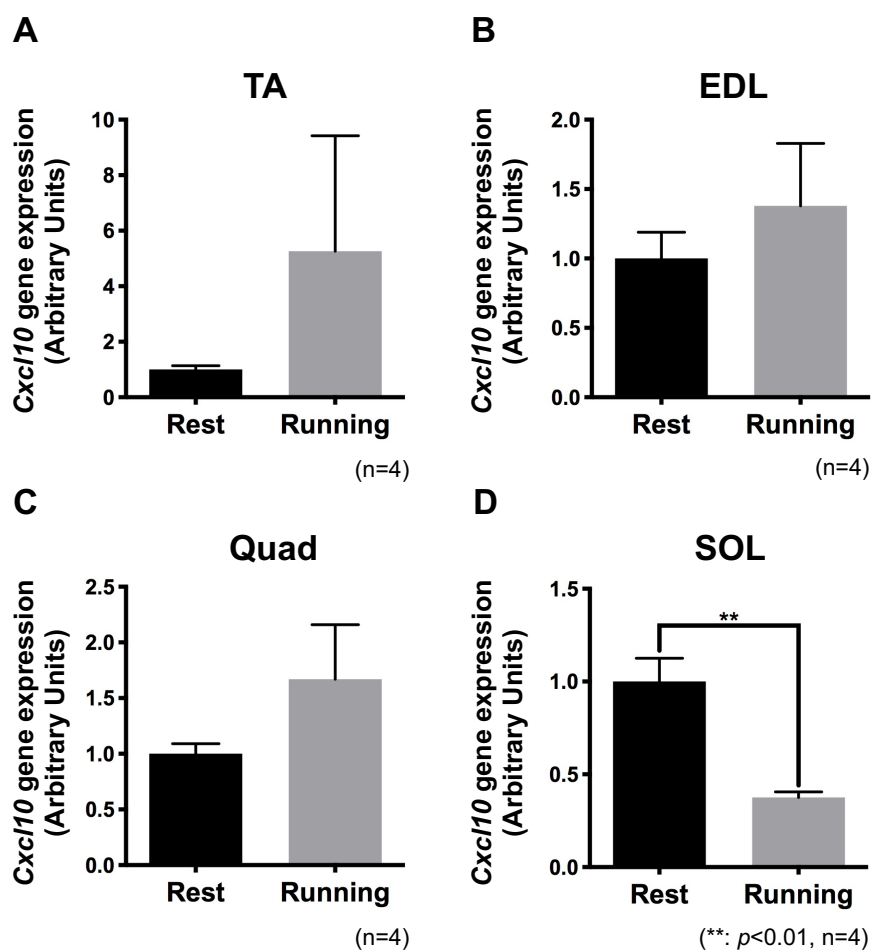 A
TA
Cxcl10 gene expression
(Arbitrary Units)
10
8
6
4
2
0
Rest Running
(n=4)
B
EDL
Cxcl10 gene expression
(Arbitrary Units)
2.0
1.5
1.0
0.5
0.0
Rest Running
(n=4)
C
Quad
Cxcl10 gene expression
(Arbitrary Units)
2.5
2.0
1.5
1.0
0.5
0.0
Rest Running
(n=4)
D
SOL
Cxcl10 gene expression
(Arbitrary Units)
1.5
1.0
0.5
0.0
**
Rest Running
(**: p<0.01, n=4)